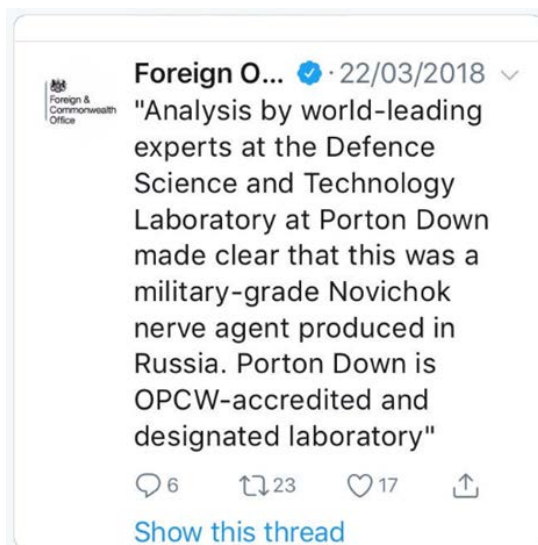 Foreign O... · 22/03/2018
Foreign &
Commonwealth
Office
"Analysis by world-leading
experts at the Defence
Science and Technology
Laboratory at Porton Down
made clear that this was a
military-grade Novichok
nerve agent produced in
Russia. Porton Down is
OPCW-accredited and
designated laboratory"
6 23 17
Show this thread